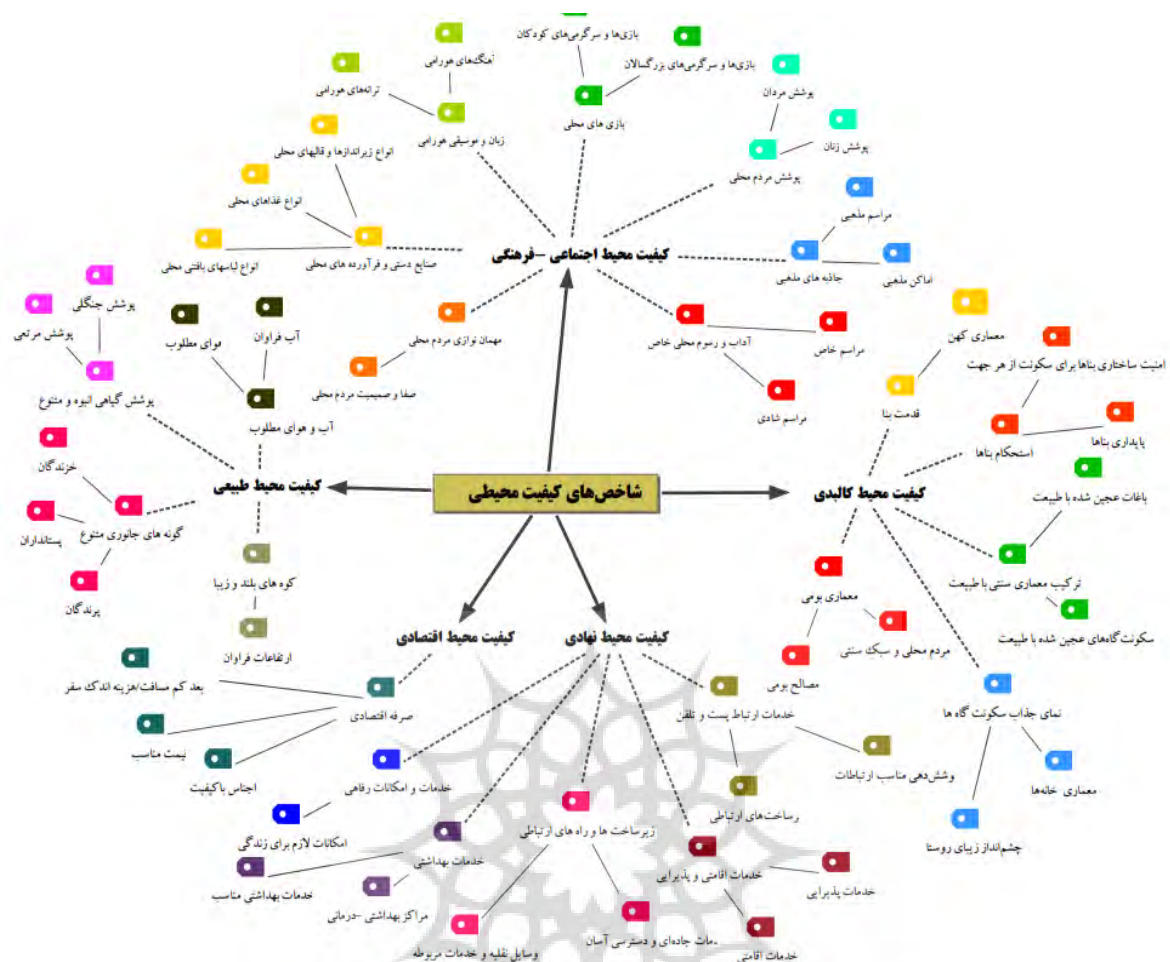 بازی‌ها و سرگرمی‌های کودکان
بازی‌ها و سرگرمی‌های بزرگسالان
آهنگ‌های هورامی
ترانه‌های هورامی
زبان و موسیقی هورامی
بازی های محلی
پوشش مردان
پوشش زنان
پوشش مردم محلی
انواع زیراندازها و قالیهای محلی
انواع غذاهای محلی
انواع لباسهای بافتنی محلی
صنایع دستی و فرآورده های محلی
کیفیت محیط اجتماعی –فرهنگی
مراسم مذهبی
جاذبه های مذهبی
اماکن مذهبی
مهمان نوازی مردم محلی
صفا و صمیمیت مردم محلی
آداب و رسوم محلی خاص
مراسم خاص
مراسم شادی
پوشش جنگلی
پوشش مرتعی
پوشش گیاهی انبوه و متنوع
هوای مطلوب
آب فراوان
آب و هوای مطلوب
معماری کهن
قدمت بنا
امنیت ساختاری بناها برای سکونت از هر جهت
پایداری بناها
استحکام بناها
شاخص‌های کیفیت محیطی
کیفیت محیط طبیعی
کیفیت محیط کالبدی
خزندگان
پستانداران
پرندگان
گونه های جانوری متنوع
کوه های بلند و زیبا
ارتفاعات فراوان
باغات عجین شده با طبیعت
ترکیب معماری سنتی با طبیعت
سکونت‌گاه‌های عجین شده با طبیعت
معماری بومی
مردم محلی و سبک سنتی
مصالح بومی
نمای جذاب سکونت گاه ها
معماری خانه‌ها
چشم‌انداز زیبای روستا
کیفیت محیط اقتصادی
کیفیت محیط نهادی
بعد کم مسافت/هزینه اندک سفر
صرفه اقتصادی
نیمت مناسب
اجناس باکیفیت
خدمات ارتباط پست و تلفن
وشش‌دهی مناسب ارتباطات
رساخت‌های ارتباطی
خدمات و امکانات رفاهی
امکانات لازم برای زندگی
زیرساخت ها و راه های ارتباطی
خدمات بهداشتی
خدمات بهداشتی مناسب
مراکز بهداشتی –درمانی
وسایل نقلیه و خدمات مربوطه
مات جاده‌ای و دسترسی آسان
خدمات اقامتی و پذیرایی
خدمات پذیرایی
خدمات اقامتی